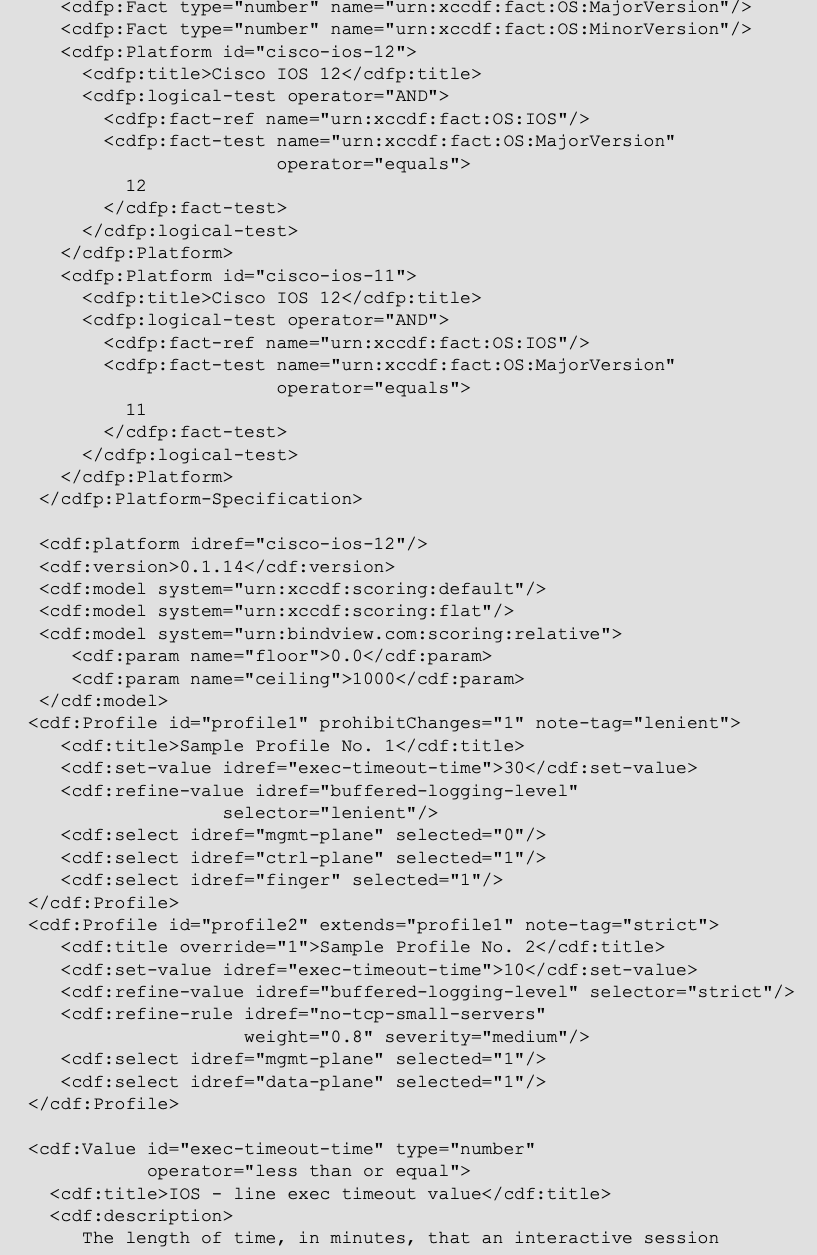 <cdfp:Fact type="number" name="urn:xccdf:fact:OS:MajorVersion"/>
<cdfp:Fact type="number" name="urn:xccdf:fact:OS:MinorVersion"/>
<cdfp:Platform id="cisco-ios-12">
<cdfp:title>Cisco IOS 12</cdfp:title>
<cdfp:logical-test operator="AND">
<cdfp:fact-ref name="urn:xccdf:fact:OS:IOS"/>
<cdfp:fact-test name="urn:xccdf:fact:OS:MajorVersion"
operator="equals">
12
</cdfp:fact-test>
</cdfp:logical-test>
</cdfp:Platform>
<cdfp:Platform id="cisco-ios-11">
<cdfp:title>Cisco IOS 12</cdfp:title>
<cdfp:logical-test operator="AND">
<cdfp:fact-ref name="urn:xccdf:fact:OS:IOS"/>
<cdfp:fact-test name="urn:xccdf:fact:OS:MajorVersion"
operator="equals">
11
</cdfp:fact-test>
</cdfp:logical-test>
</cdfp:Platform>
</cdfp:Platform-Specification>
<cdf:platform idref="cisco-ios-12"/>
<cdf:version>0.1.14</cdf:version>
<cdf:model system="urn:xccdf:scoring:default"/>
<cdf:model system="urn:xccdf:scoring:flat"/>
<cdf:model system="urn:bindview.com:scoring:relative">
<cdf:param name="floor">0.0</cdf:param>
<cdf:param name="ceiling">1000</cdf:param>
</cdf:model>
<cdf:Profile id="profile1" prohibitChanges="1" note-tag="lenient">
<cdf:title>Sample Profile No. 1</cdf:title>
<cdf:set-value idref="exec-timeout-time">30</cdf:set-value>
<cdf:refine-value idref="buffered-logging-level"
selector="lenient"/>
<cdf:select idref="mgmt-plane" selected="0"/>
<cdf:select idref="ctrl-plane" selected="1"/>
<cdf:select idref="finger" selected="1"/>
</cdf:Profile>
<cdf:Profile id="profile2" extends="profile1" note-tag="strict">
<cdf:title override="1">Sample Profile No. 2</cdf:title>
<cdf:set-value idref="exec-timeout-time">10</cdf:set-value>
<cdf:refine-value idref="buffered-logging-level" selector="strict"/>
<cdf:refine-rule idref="no-tcp-small-servers"
weight="0.8" severity="medium"/>
<cdf:select idref="mgmt-plane" selected="1"/>
<cdf:select idref="data-plane" selected="1"/>
</cdf:Profile>
<cdf:Value id="exec-timeout-time" type="number"
operator="less than or equal">
<cdf:title>IOS - line exec timeout value</cdf:title>
<cdf:description>
The length of time, in minutes, that an interactive session